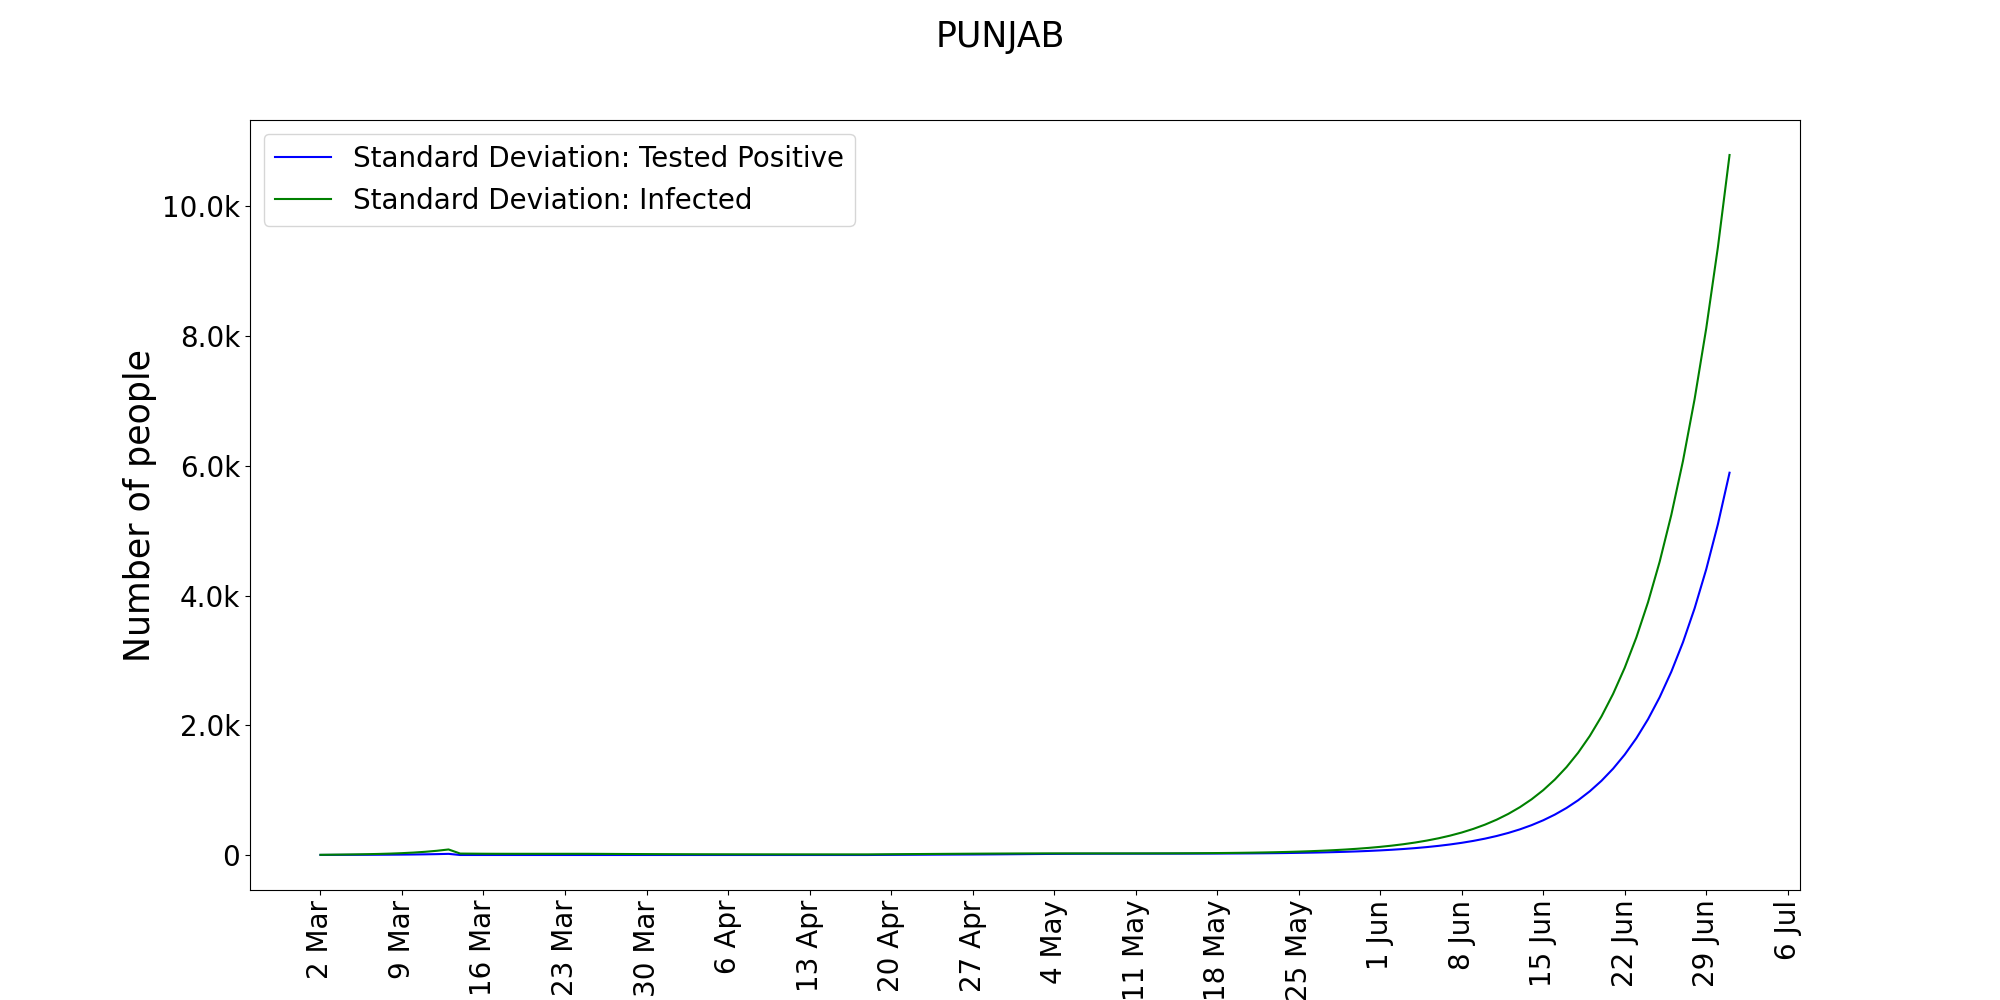 PUNJAB
Standard Deviation: Tested Positive
Standard Deviation: Infected
Number of people
10.0k
8.0k
6.0k
4.0k
2.0k
0
2 Mar
9 Mar
16 Mar
23 Mar
30 Mar
6 Apr
13 Apr
20 Apr
27 Apr
4 May
11 May
18 May
25 May
1 Jun
8 Jun
15 Jun
22 Jun
29 Jun
6 Jul